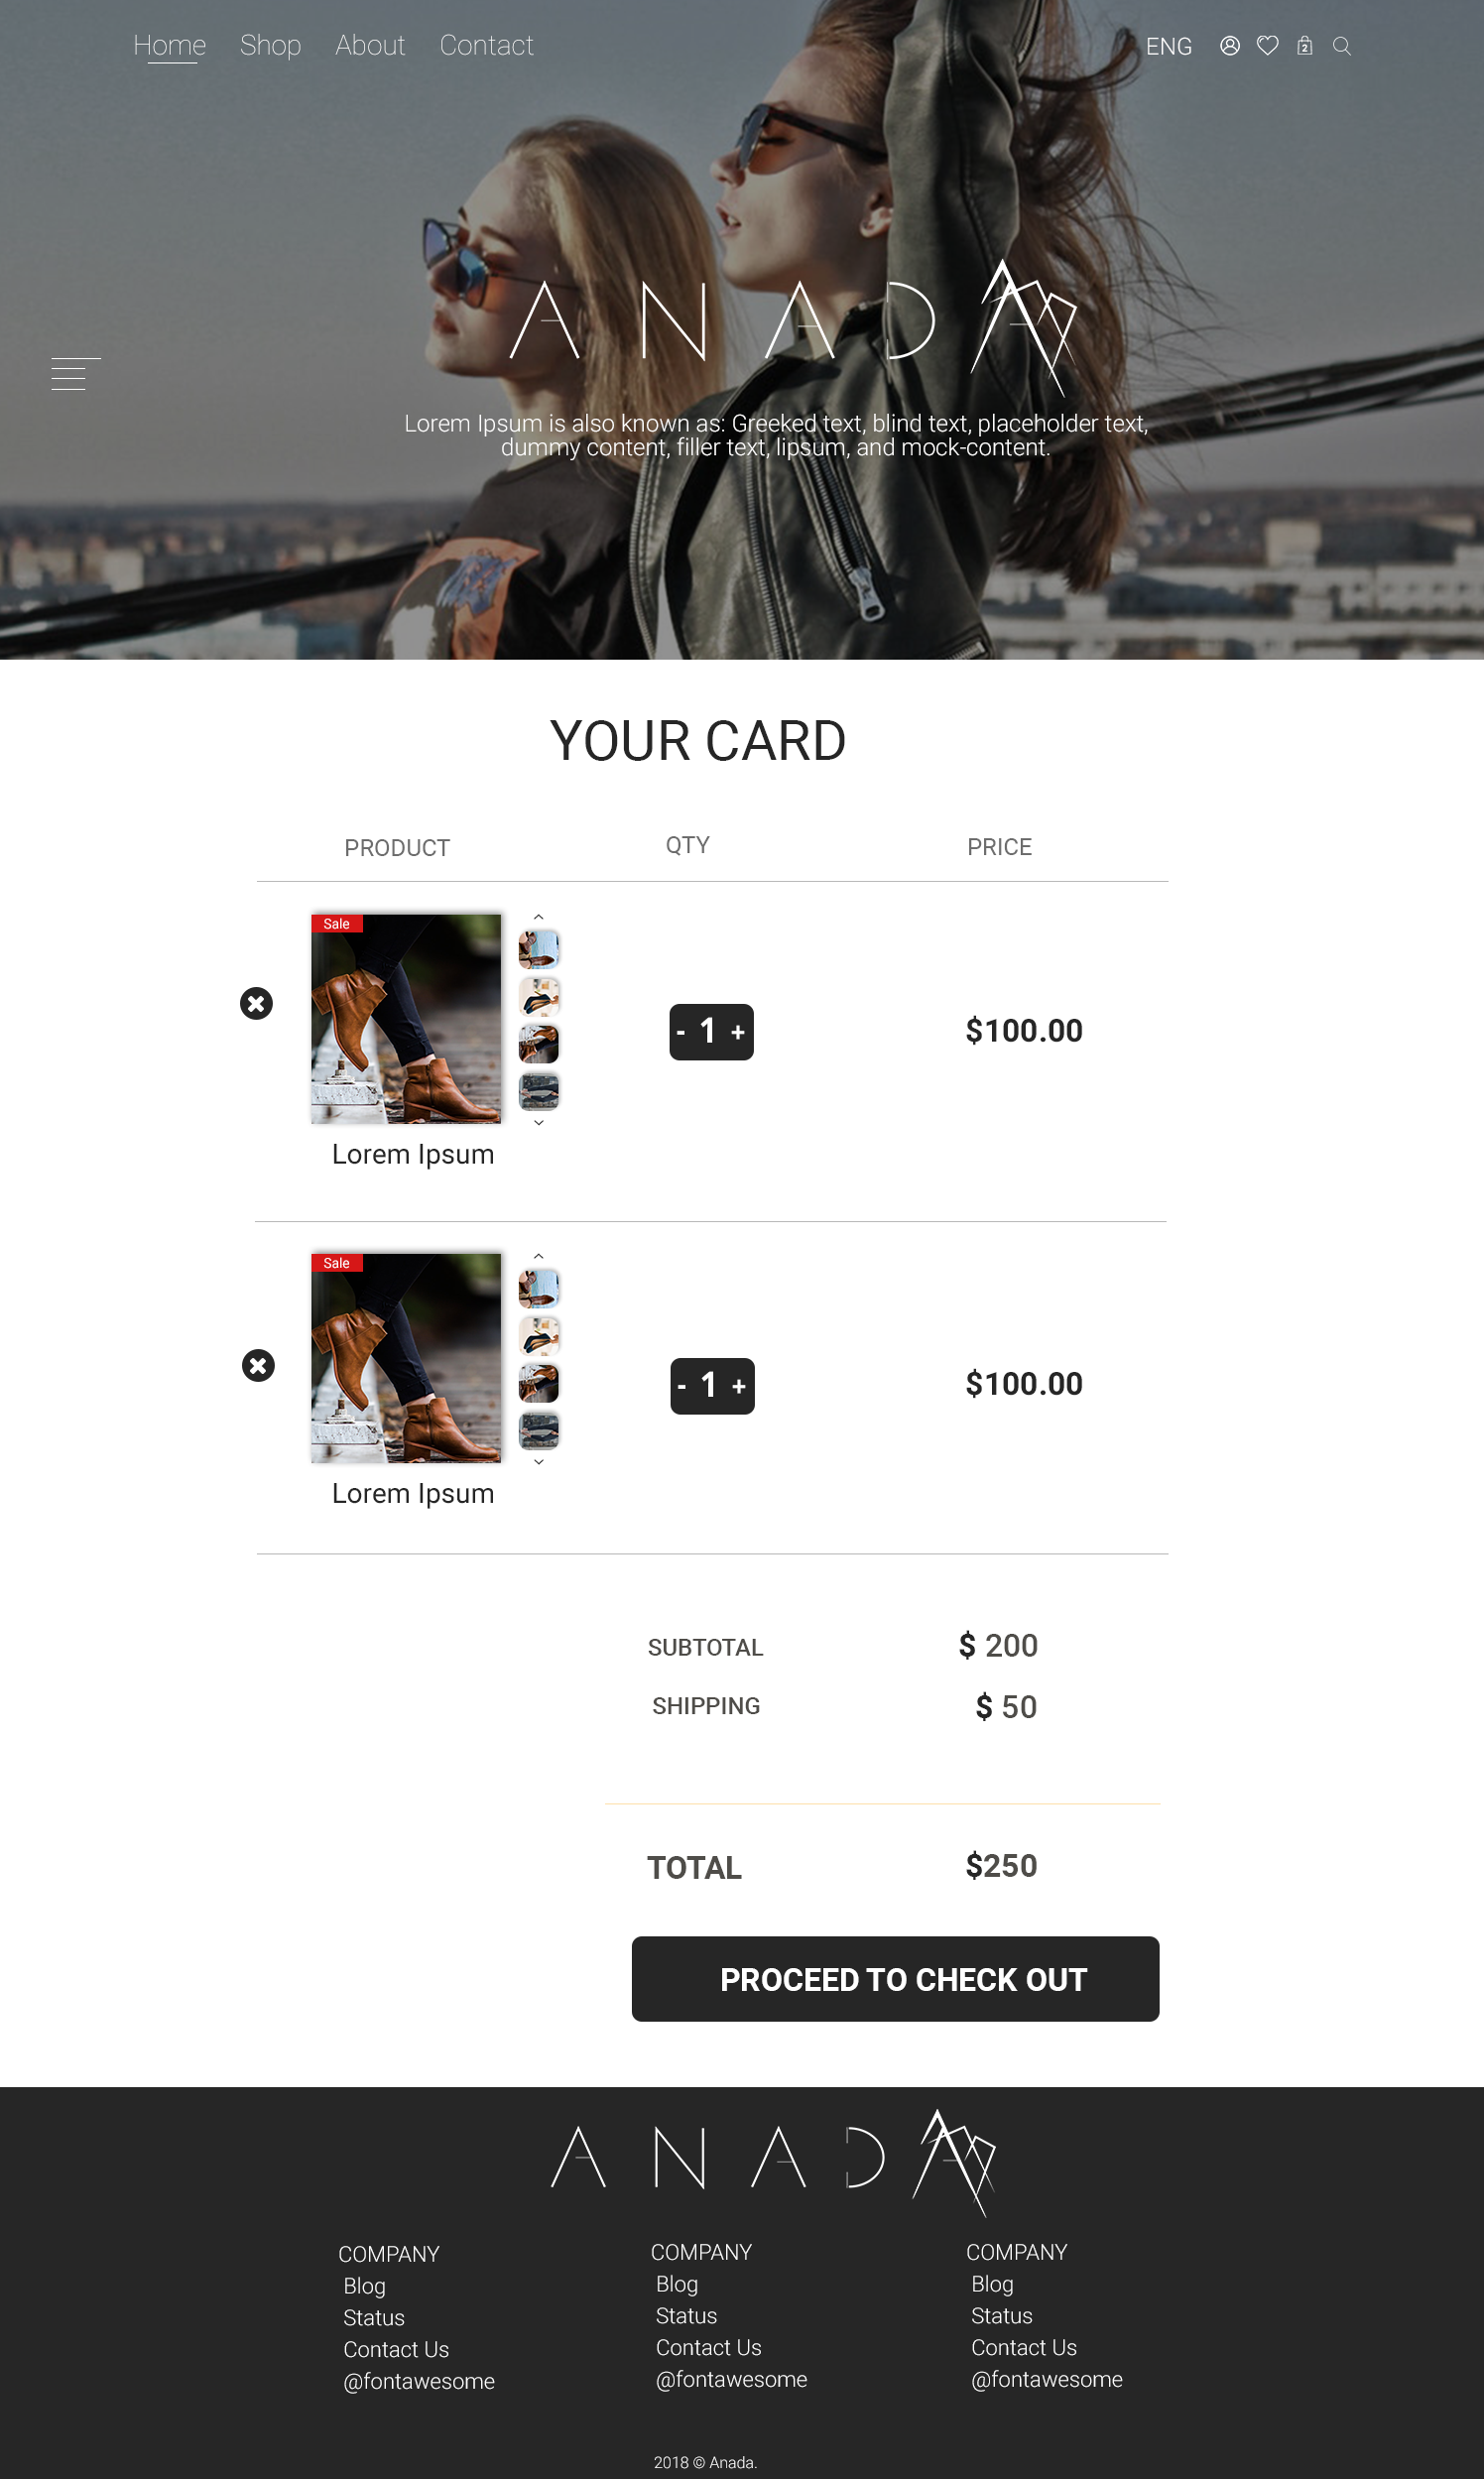 Home Shop About Contact ENG 2
ANADA
Lorem Ipsum is also known as: Greeked text, blind text, placeholder text,
dummy content, filler text, lipsum, and mock-content.
YOUR CARD
PRODUCT QTY PRICE
Sale
- 1 +
$100.00
Lorem Ipsum
Sale
- 1 +
$100.00
Lorem Ipsum
SUBTOTAL $ 200
SHIPPING $ 50
TOTAL $250
PROCEED TO CHECK OUT
ANADA
COMPANY
Blog
Status
Contact Us
@fontawesome
COMPANY
Blog
Status
Contact Us
@fontawesome
COMPANY
Blog
Status
Contact Us
@fontawesome
2018 © Anada.